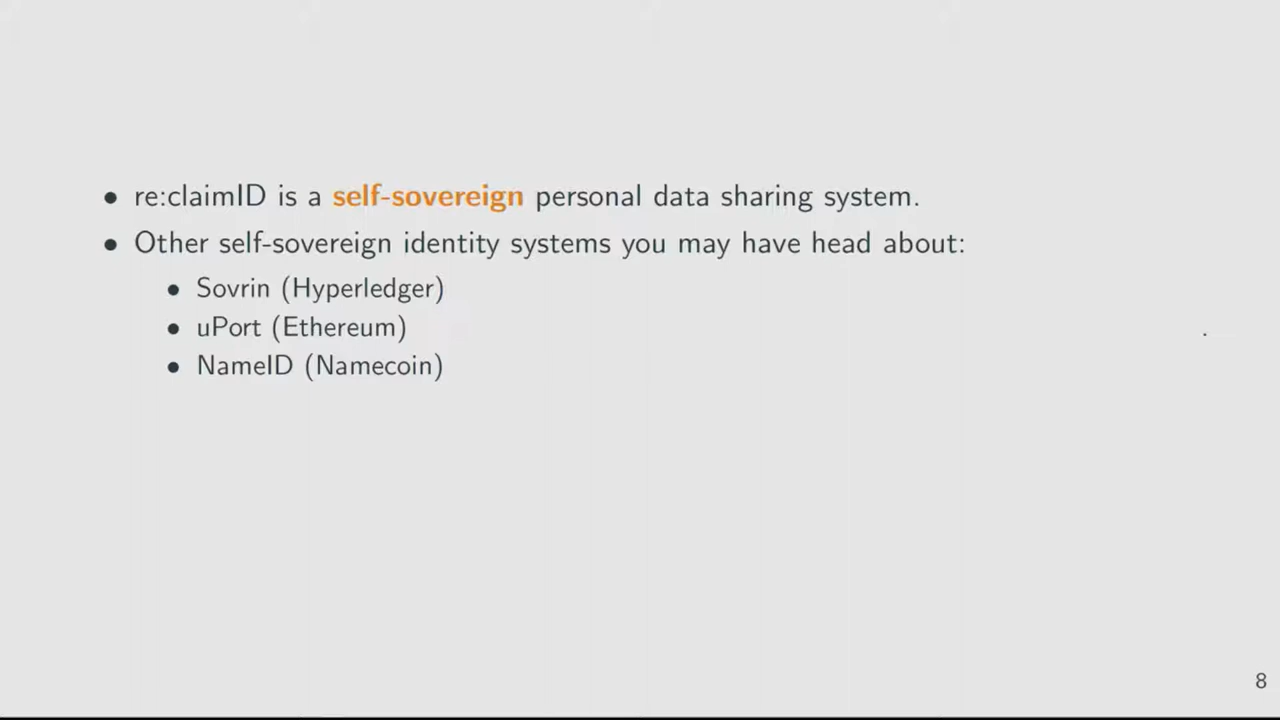 • re:claimID is a self-sovereign personal data sharing system.
• Other self-sovereign identity systems you may have head about:
• Sovrin (Hyperledger)
• uPort (Ethereum)
• NameID (Namecoin)
8